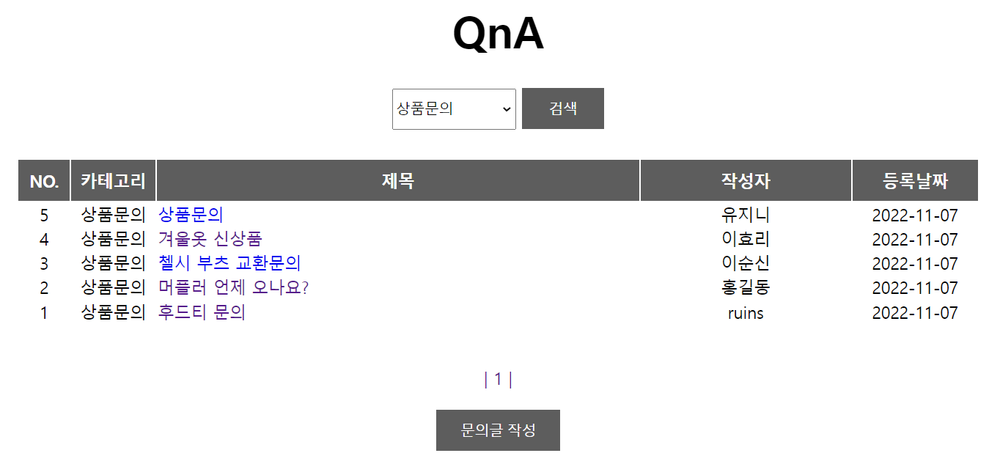 QnA
상품문의 검색
NO. 카테고리 제목 작성자 등록날짜
5 상품문의 상품문의 유지니 2022-11-07
4 상품문의 겨울옷 신상품 이효리 2022-11-07
3 상품문의 첼시 부츠 교환문의 이순신 2022-11-07
2 상품문의 머플러 언제 오나요? 홍길동 2022-11-07
1 상품문의 후드티 문의 ruins 2022-11-07
| 1 |
문의글 작성